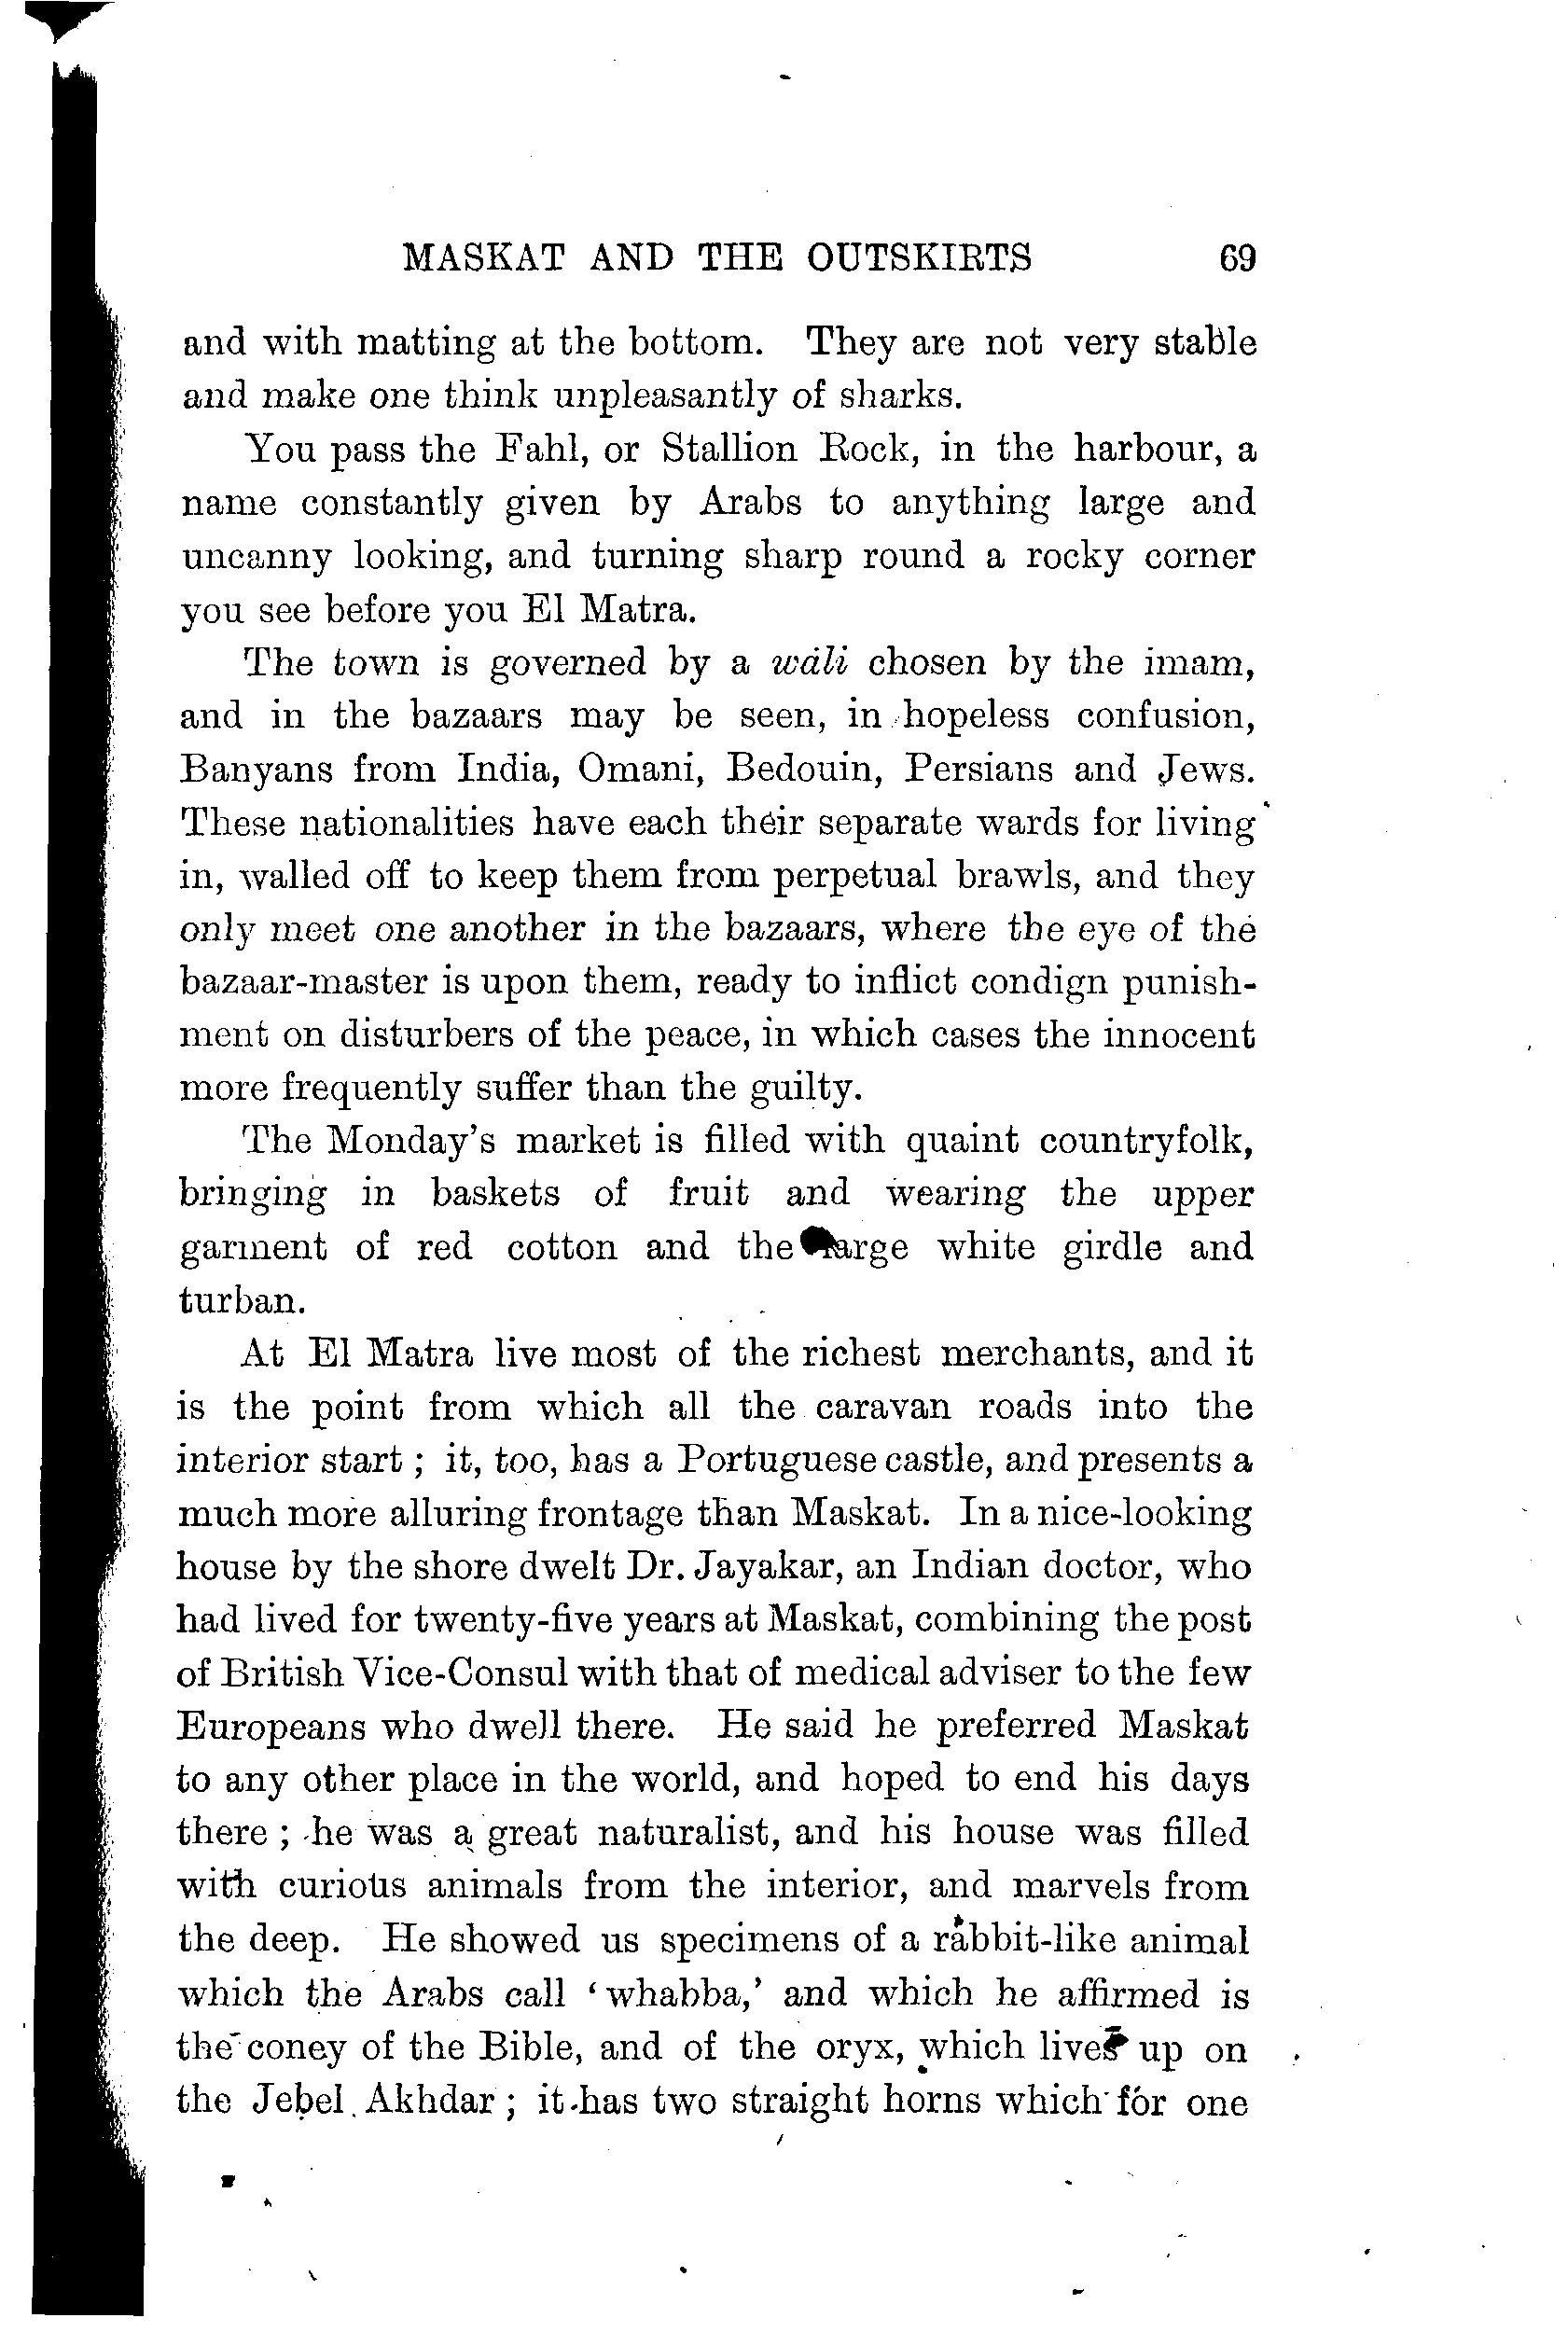 MASKAT AND THE OUTSKIRTS 69
and with matting at the bottom. They are not very stable
and make one think unpleasantly of sharks.
You pass the Fahl, or Stallion Rock, in the harbour, a
name constantly given by Arabs to anything large and
uncanny looking, and turning sharp round a rocky corner
you see before you El Matra.
The town is governed by a wáli chosen by the imam,
and in the bazaars may be seen, in hopeless confusion,
Banyans from India, Omani, Bedouin, Persians and Jews.
These nationalities have each their separate wards for living
in, walled off to keep them from perpetual brawls, and they
only meet one another in the bazaars, where the eye of the
bazaar-master is upon them, ready to inflict condign punish-
ment on disturbers of the peace, in which cases the innocent
more frequently suffer than the guilty.
The Monday's market is filled with quaint countryfolk,
bringing in baskets of fruit and wearing the upper
garment of red cotton and the large white girdle and
turban.
At El Matra live most of the richest merchants, and it
is the point from which all the caravan roads into the
interior start ; it, too, has a Portuguese castle, and presents a
much more alluring frontage than Maskat. In a nice-looking
house by the shore dwelt Dr. Jayakar, an Indian doctor, who
had lived for twenty-five years at Maskat, combining the post
of British Vice-Consul with that of medical adviser to the few
Europeans who dwell there. He said he preferred Maskat
to any other place in the world, and hoped to end his days
there ; he was a great naturalist, and his house was filled
with curious animals from the interior, and marvels from
the deep. He showed us specimens of a rabbit-like animal
which the Arabs call 'whabba,' and which he affirmed is
the coney of the Bible, and of the oryx, which lives up on
the Jebel Akhdar ; it has two straight horns which for one